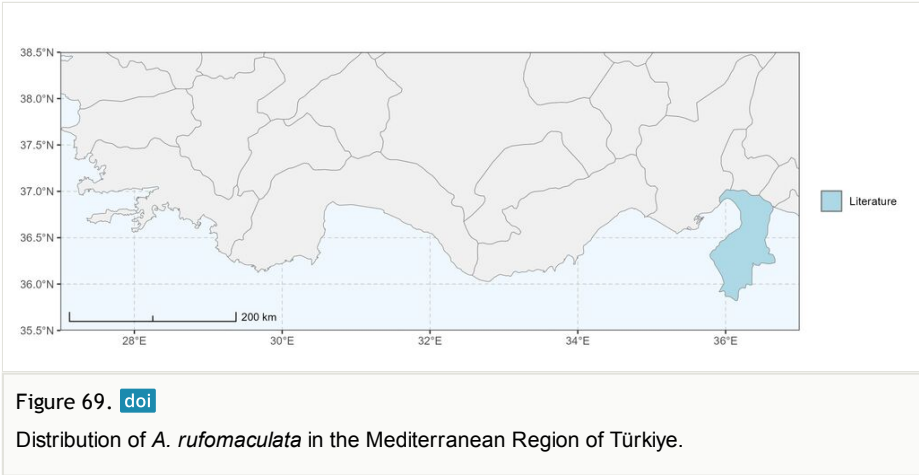 38.5°N
38.0°N
37.5°N
37.0°N
36.5°N
36.0°N
35.5°N
Literature
200 km
28°E 30°E 32°E 34°E 36°E
Figure 69. doi
Distribution of A. rufomaculata in the Mediterranean Region of Türkiye.